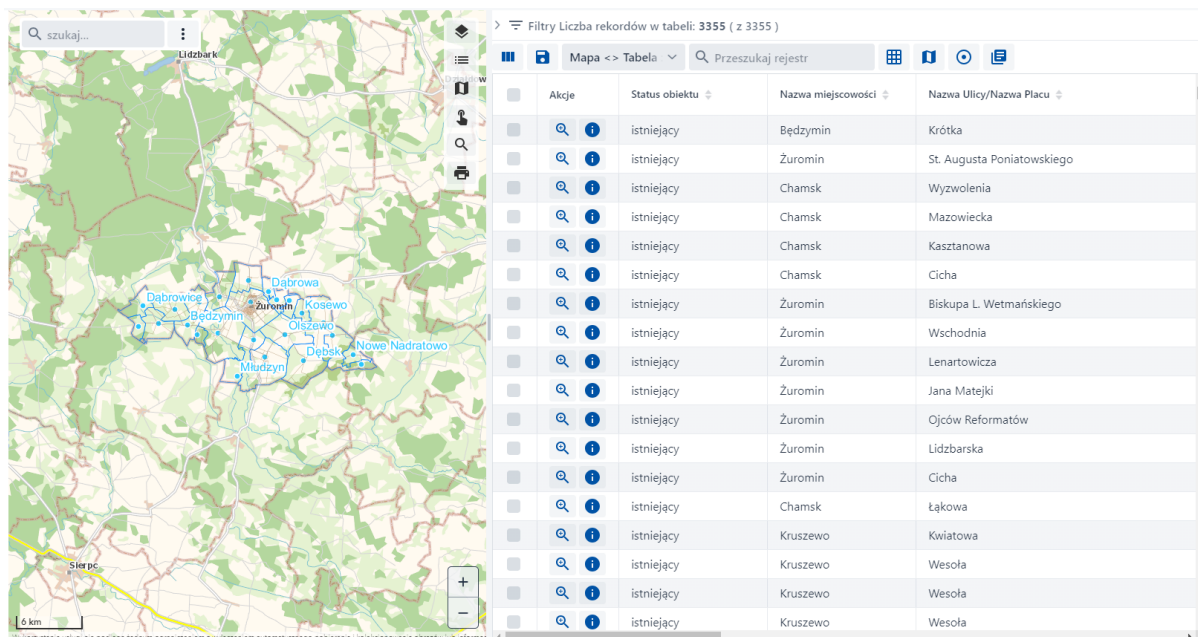 szukaj...
Lidzbark
Dąbrowa
Dąbrowice
Żuromin
Kosewo
Będzymin
Olszewo
Nowe Nadratowo
Dębsk
Młudzyn
Sierpc
6 km
+
−
Filtry Liczba rekordów w tabeli: 3355 ( z 3355 )
Mapa <> Tabela Przeszukaj rejestr
Akcje Status obiektu Nazwa miejscowości Nazwa Ulicy/Nazwa Placu
istniejący Będzymin Krótka
istniejący Żuromin St. Augusta Poniatowskiego
istniejący Chamsk Wyzwolenia
istniejący Chamsk Mazowiecka
istniejący Chamsk Kasztanowa
istniejący Chamsk Cicha
istniejący Żuromin Biskupa L. Wetmańskiego
istniejący Żuromin Wschodnia
istniejący Żuromin Lenartowicza
istniejący Żuromin Jana Matejki
istniejący Żuromin Ojców Reformatów
istniejący Żuromin Lidzbarska
istniejący Żuromin Cicha
istniejący Chamsk Łąkowa
istniejący Kruszewo Kwiatowa
istniejący Kruszewo Wesoła
istniejący Kruszewo Wesoła
istniejący Kruszewo Wesoła